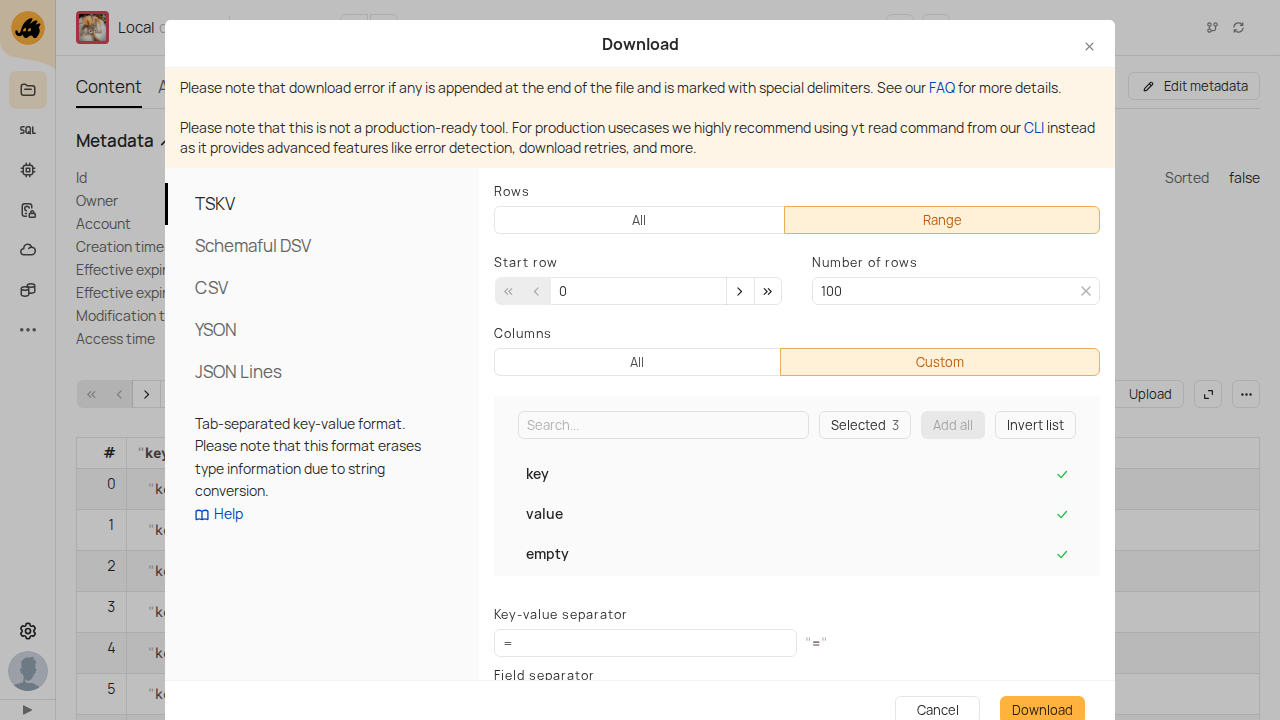 Local
Download
Please note that download error if any is appended at the end of the file and is marked with special delimiters. See our FAQ for more details.
Please note that this is not a production-ready tool. For production usecases we highly recommend using yt read command from our CLI instead
as it provides advanced features like error detection, download retries, and more.
Content
Edit metadata
SQL
Metadata
Id
Sorted false
Owner
Account
Creation time
Effective expi
Effective expi
Modification t
Access time
TSKV
Schemaful DSV
CSV
YSON
JSON Lines
Tab-separated key-value format.
Please note that this format erases
type information due to string
conversion.
Help
Rows
All Range
Start row Number of rows
0 100
Columns
All Custom
Search... Selected 3 Add all Invert list
key
value
empty
Key-value separator
= "="
Field separator
Cancel Download
Upload
# "key
0 "k
1 "k
2 "k
3 "k
4 "k
5 "k